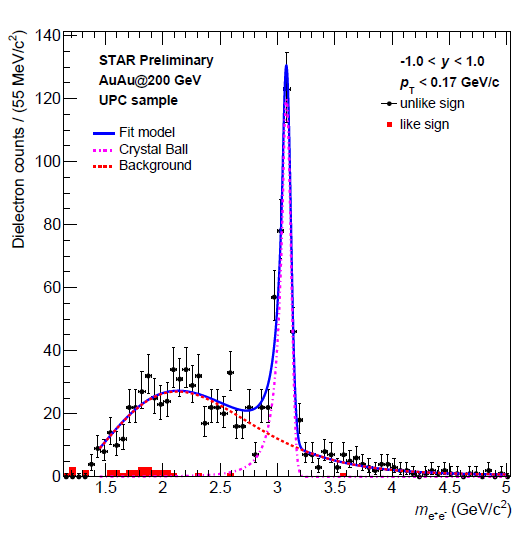 140
120
100
80
60
40
20
0
Dielectron counts / (55 MeV/c²)
STAR Preliminary
AuAu@200 GeV
UPC sample
Fit model
Crystal Ball
Background
-1.0 < y < 1.0
p_T < 0.17 GeV/c
unlike sign
like sign
1.5 2 2.5 3 3.5 4 4.5 5
m_e⁺e⁻ (GeV/c²)